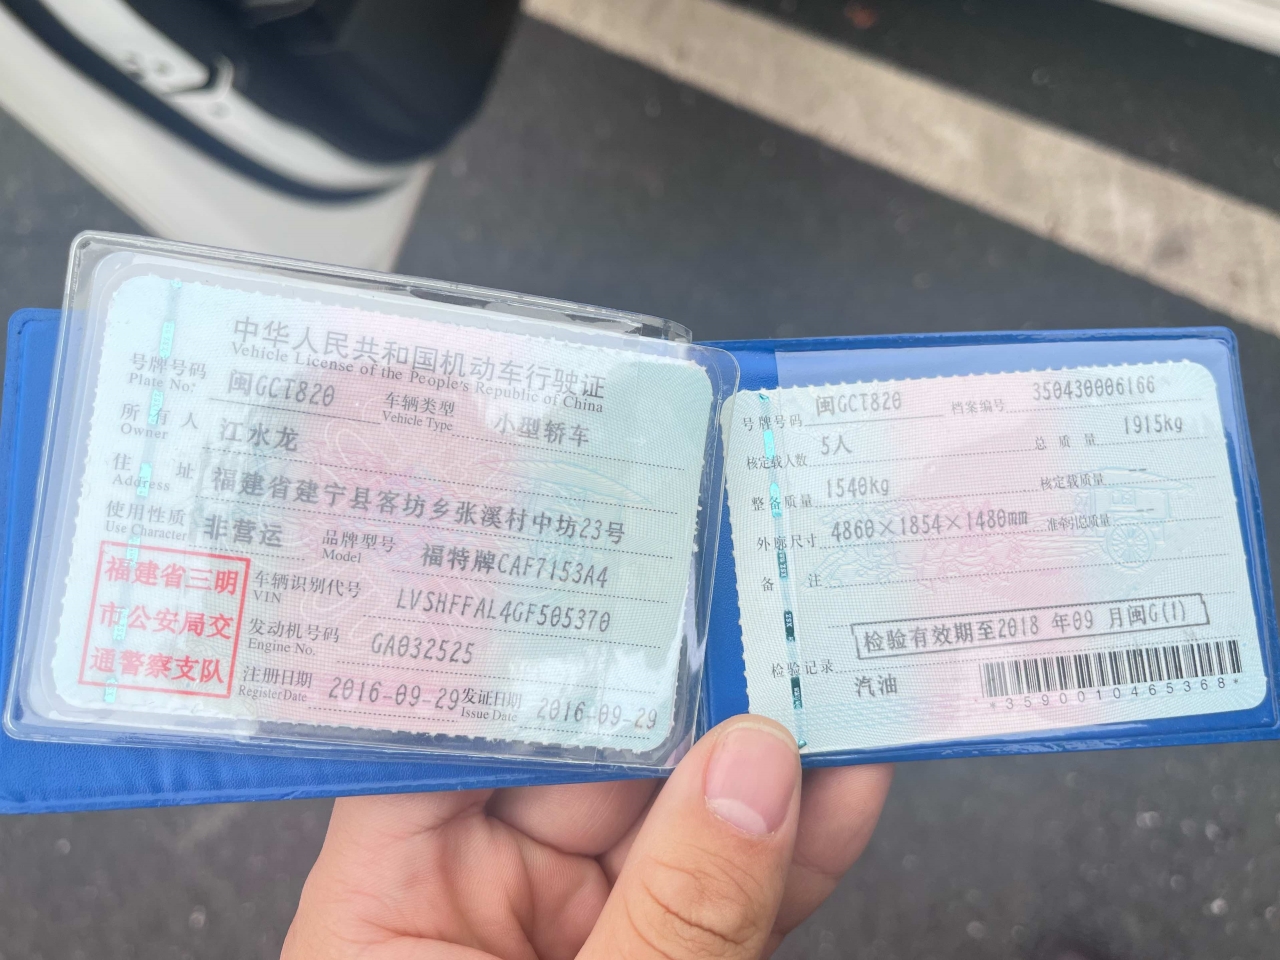 中华人民共和国机动车行驶证
Vehicle License of the People's Republic of China
号牌号码 闽GCT820 车辆类型 小型轿车
Plate No: Vehicle Type
所有人 江水龙
Owner
住址 福建省建宁县客坊乡张溪村中坊23号
Address
使用性质 非营运 品牌型号 福特牌CAF7153A4
Use Character Model
福建省三明
市公安局交
通警察支队
车辆识别代号 LVSHFFAL4GF505370
VIN
发动机号码 GA032525
Engine No.
注册日期 2016-09-29 发证日期 2016-09-29
Register Date Issue Date
号牌号码 闽GCT820 档案编号 350430006166
核定载人数 5人 总质量 1915kg
整备质量 1540kg 核定载质量 --
外廓尺寸 4860×1854×1480mm 准牵引总质量 --
备注
检验有效期至2018 年09 月闽G(1)
检验记录
汽油
*3590010465368*